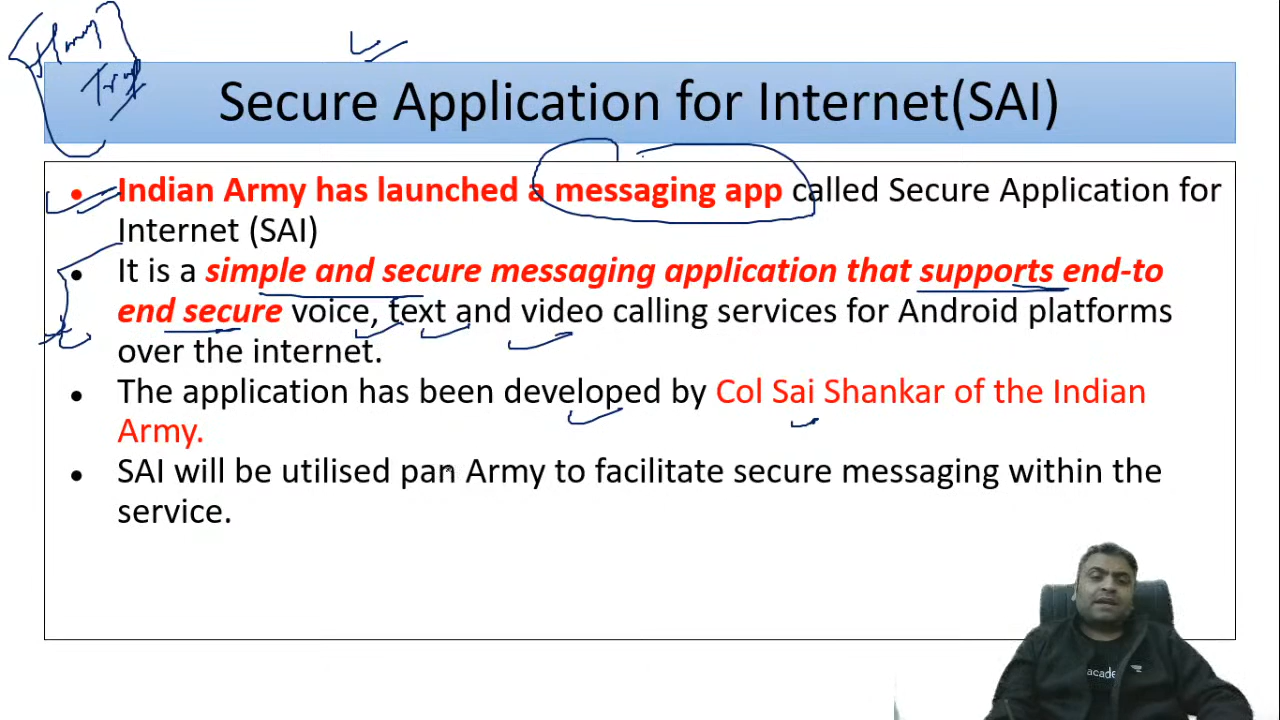 Honey
Trap
Secure Application for Internet(SAI)
• Indian Army has launched a messaging app called Secure Application for
Internet (SAI)
• It is a simple and secure messaging application that supports end-to
end secure voice, text and video calling services for Android platforms
over the internet.
• The application has been developed by Col Sai Shankar of the Indian
Army.
• SAI will be utilised pan Army to facilitate secure messaging within the
service.
acade